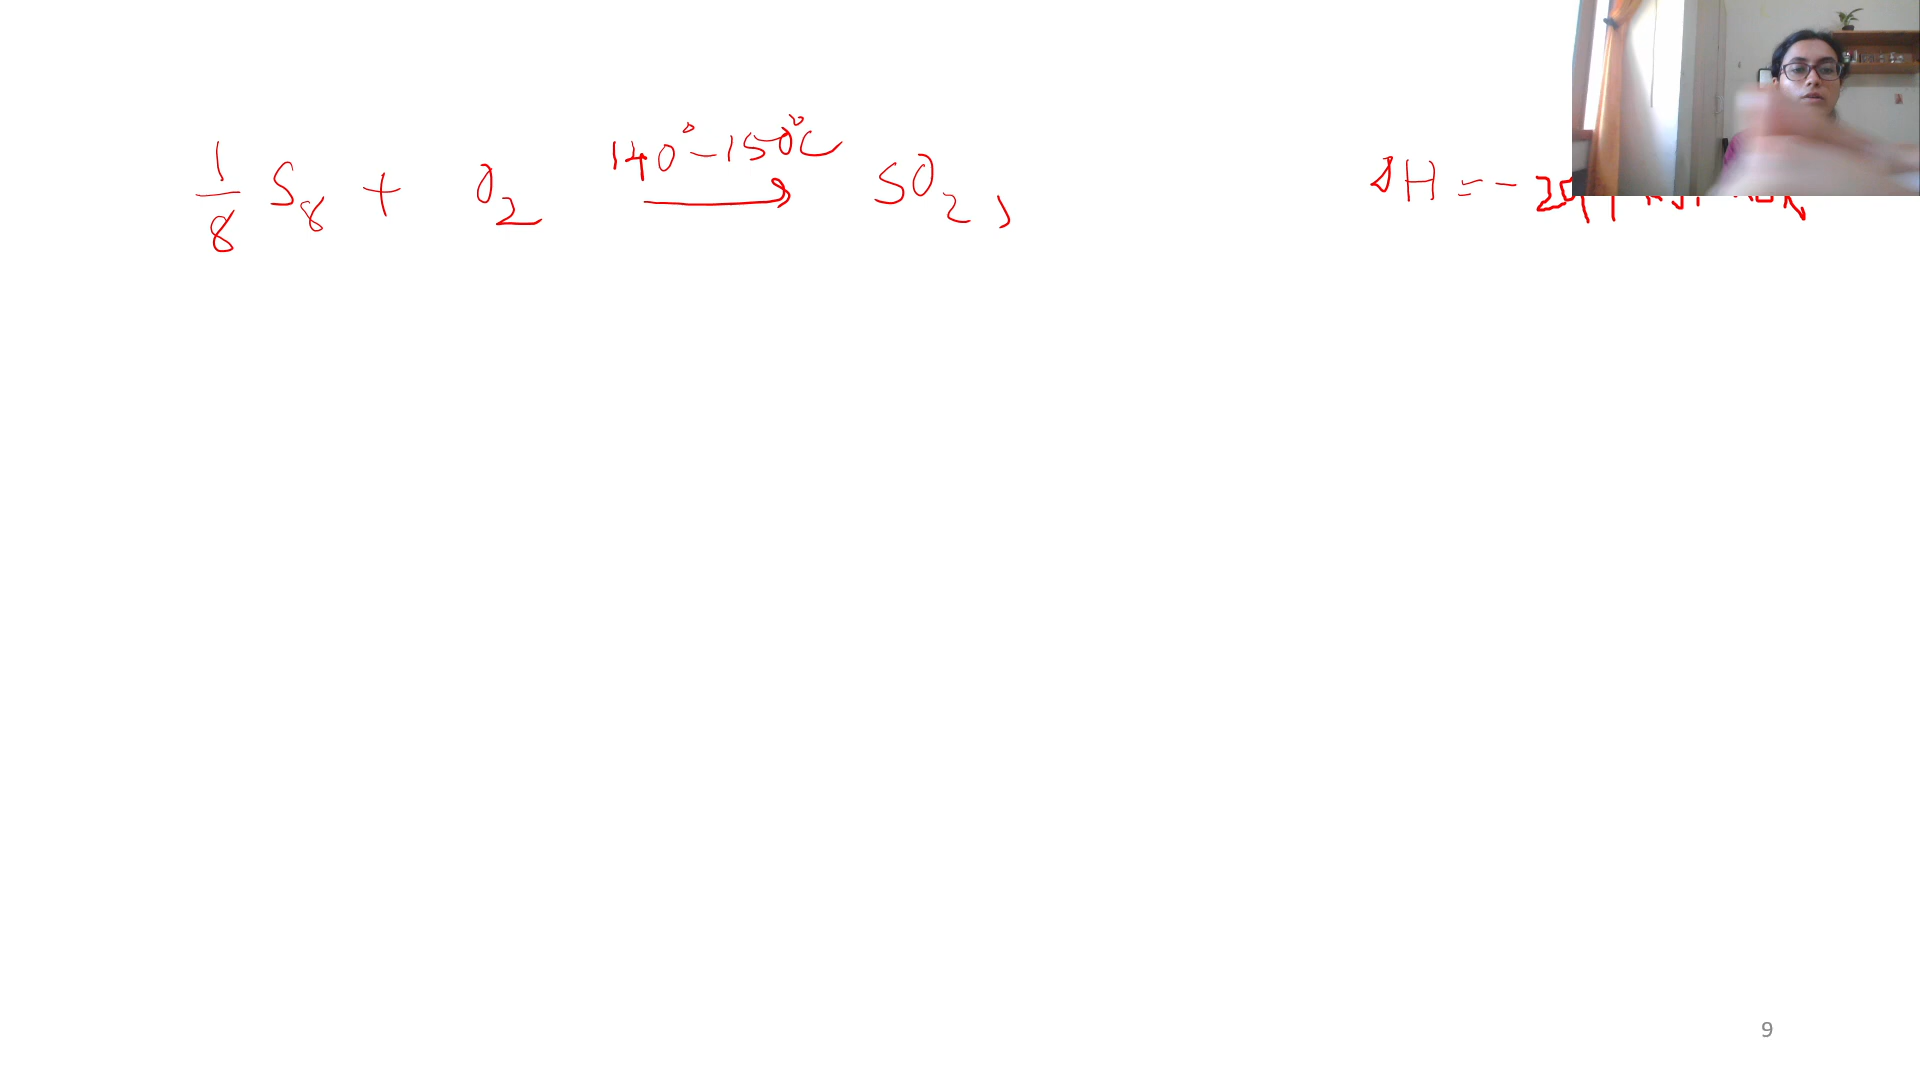 1/8 S₈ + O₂ 140°-150°C → SO₂, ΔH = -
9